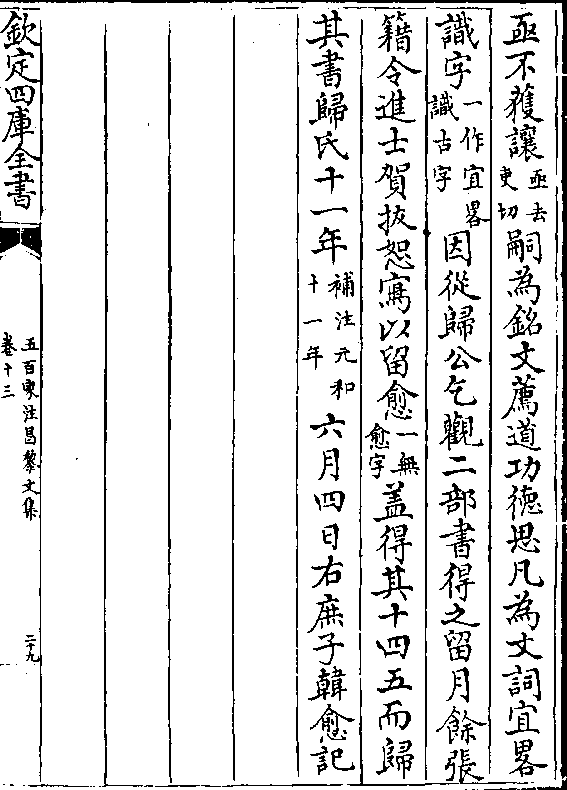 亟不獲讓亟去吏切嗣為銘文薦道功德思凡為文詞宜畧
識字一作宜畧識古字因從歸公乞觀二部書得之留月餘張
籍令進士賀拔恕寫以留愈一無愈字盖得其十四五而歸
其書歸氏十一年補注元和十一年六月四日右庶子韓愈記
欽定四庫全書
五百家注昌黎文集
卷十三
二十九